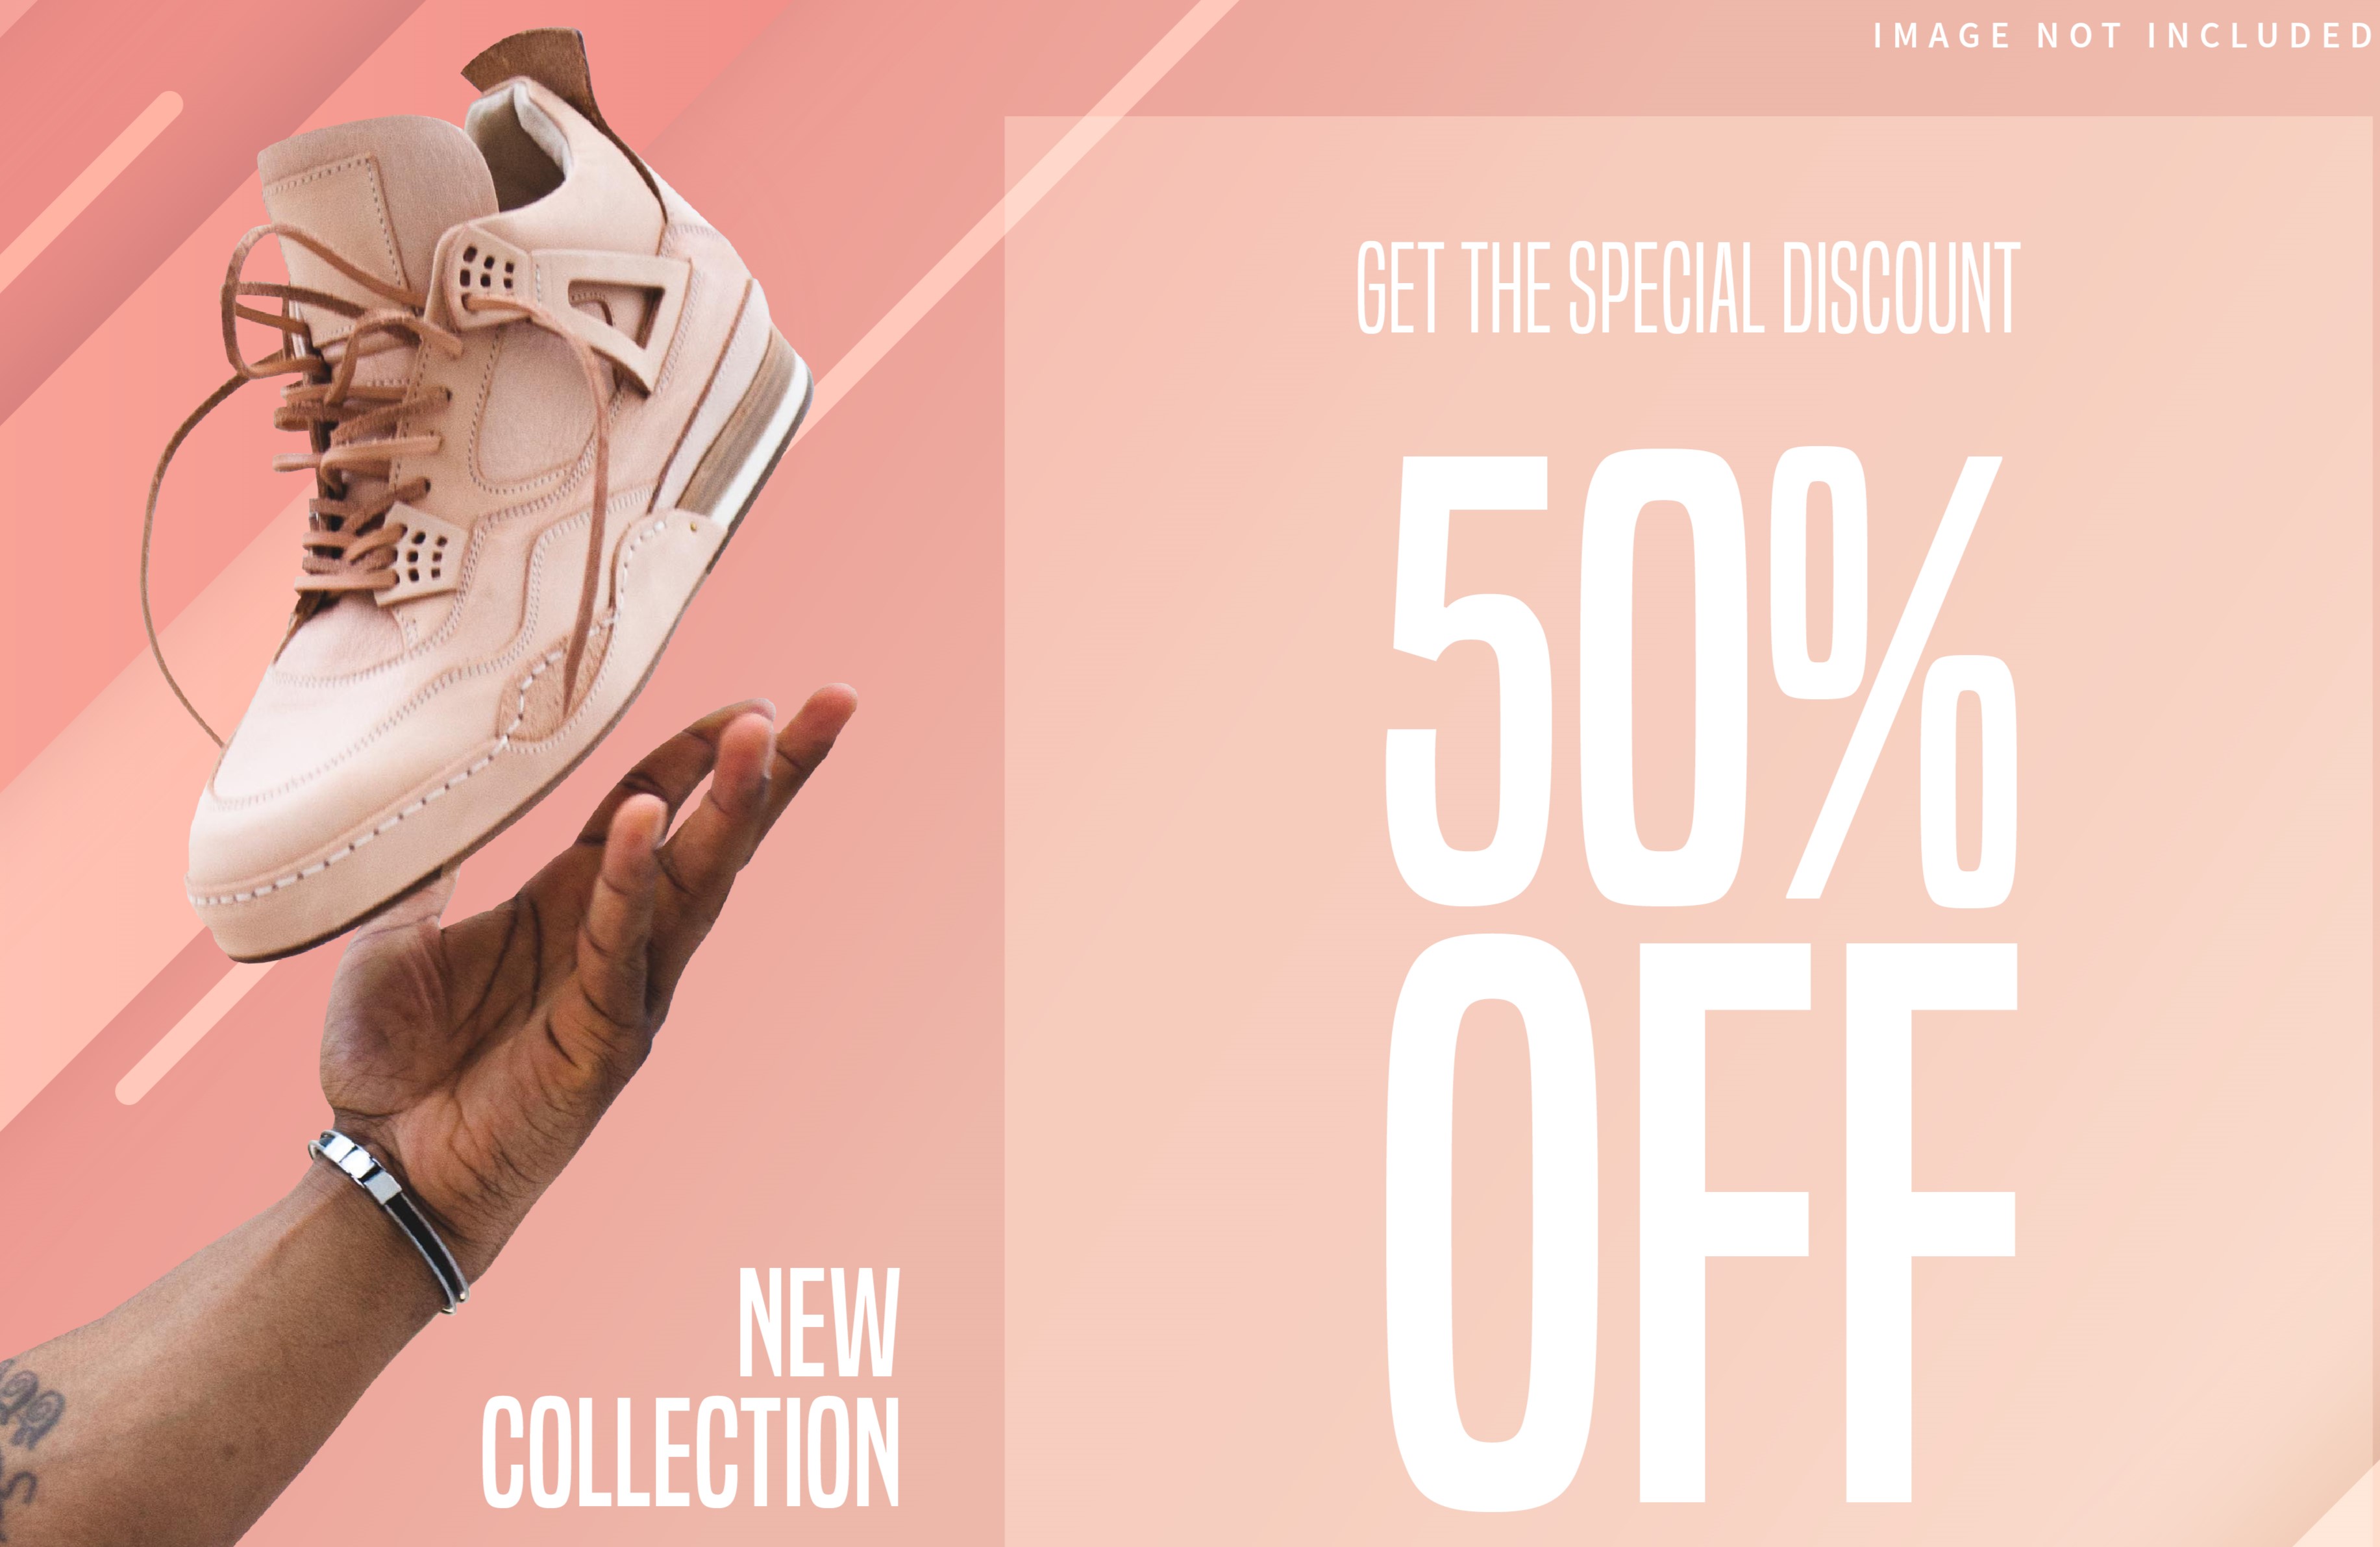 IMAGE NOT INCLUDED
GET THE SPECIAL DISCOUNT
50%
OFF
NEW
COLLECTION